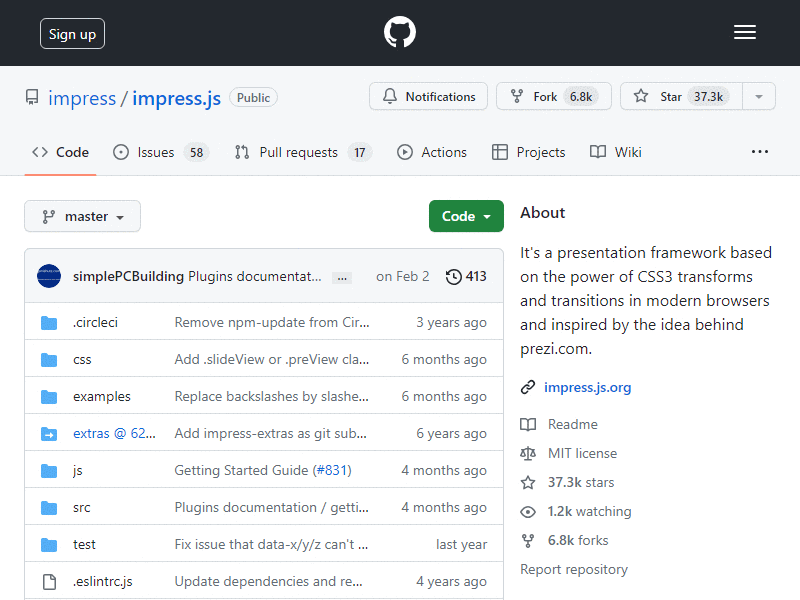 Sign up
impress / impress.js Public
Notifications
Fork 6.8k
Star 37.3k
Code
Issues 58
Pull requests 17
Actions
Projects
Wiki
master
Code
simplePCBuilding Plugins documentat... ... on Feb 2 413
.circleci Remove npm-update from Cir... 3 years ago
css Add .slideView or .preView cla... 6 months ago
examples Replace backslashes by slashe... 6 months ago
extras @ 62... Add impress-extras as git sub... 6 years ago
js Getting Started Guide (#831) 4 months ago
src Plugins documentation / getti... 4 months ago
test Fix issue that data-x/y/z can't ... last year
.eslintrc.js Update dependencies and re... 4 years ago
About
It's a presentation framework based
on the power of CSS3 transforms
and transitions in modern browsers
and inspired by the idea behind
prezi.com.
impress.js.org
Readme
MIT license
37.3k stars
1.2k watching
6.8k forks
Report repository